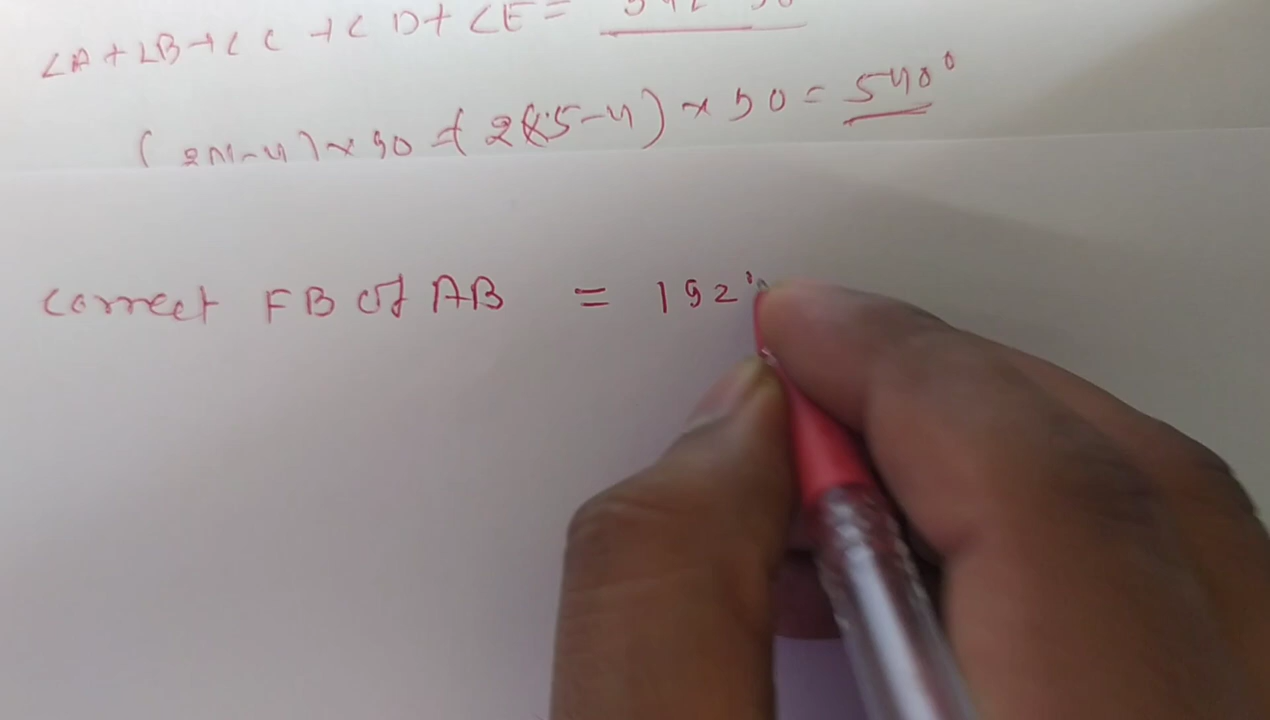 ∠A+∠B+∠C+∠D+∠E=
(2N-4)×90=(2×5-4)×90=540°
correct FB of AB = 192°